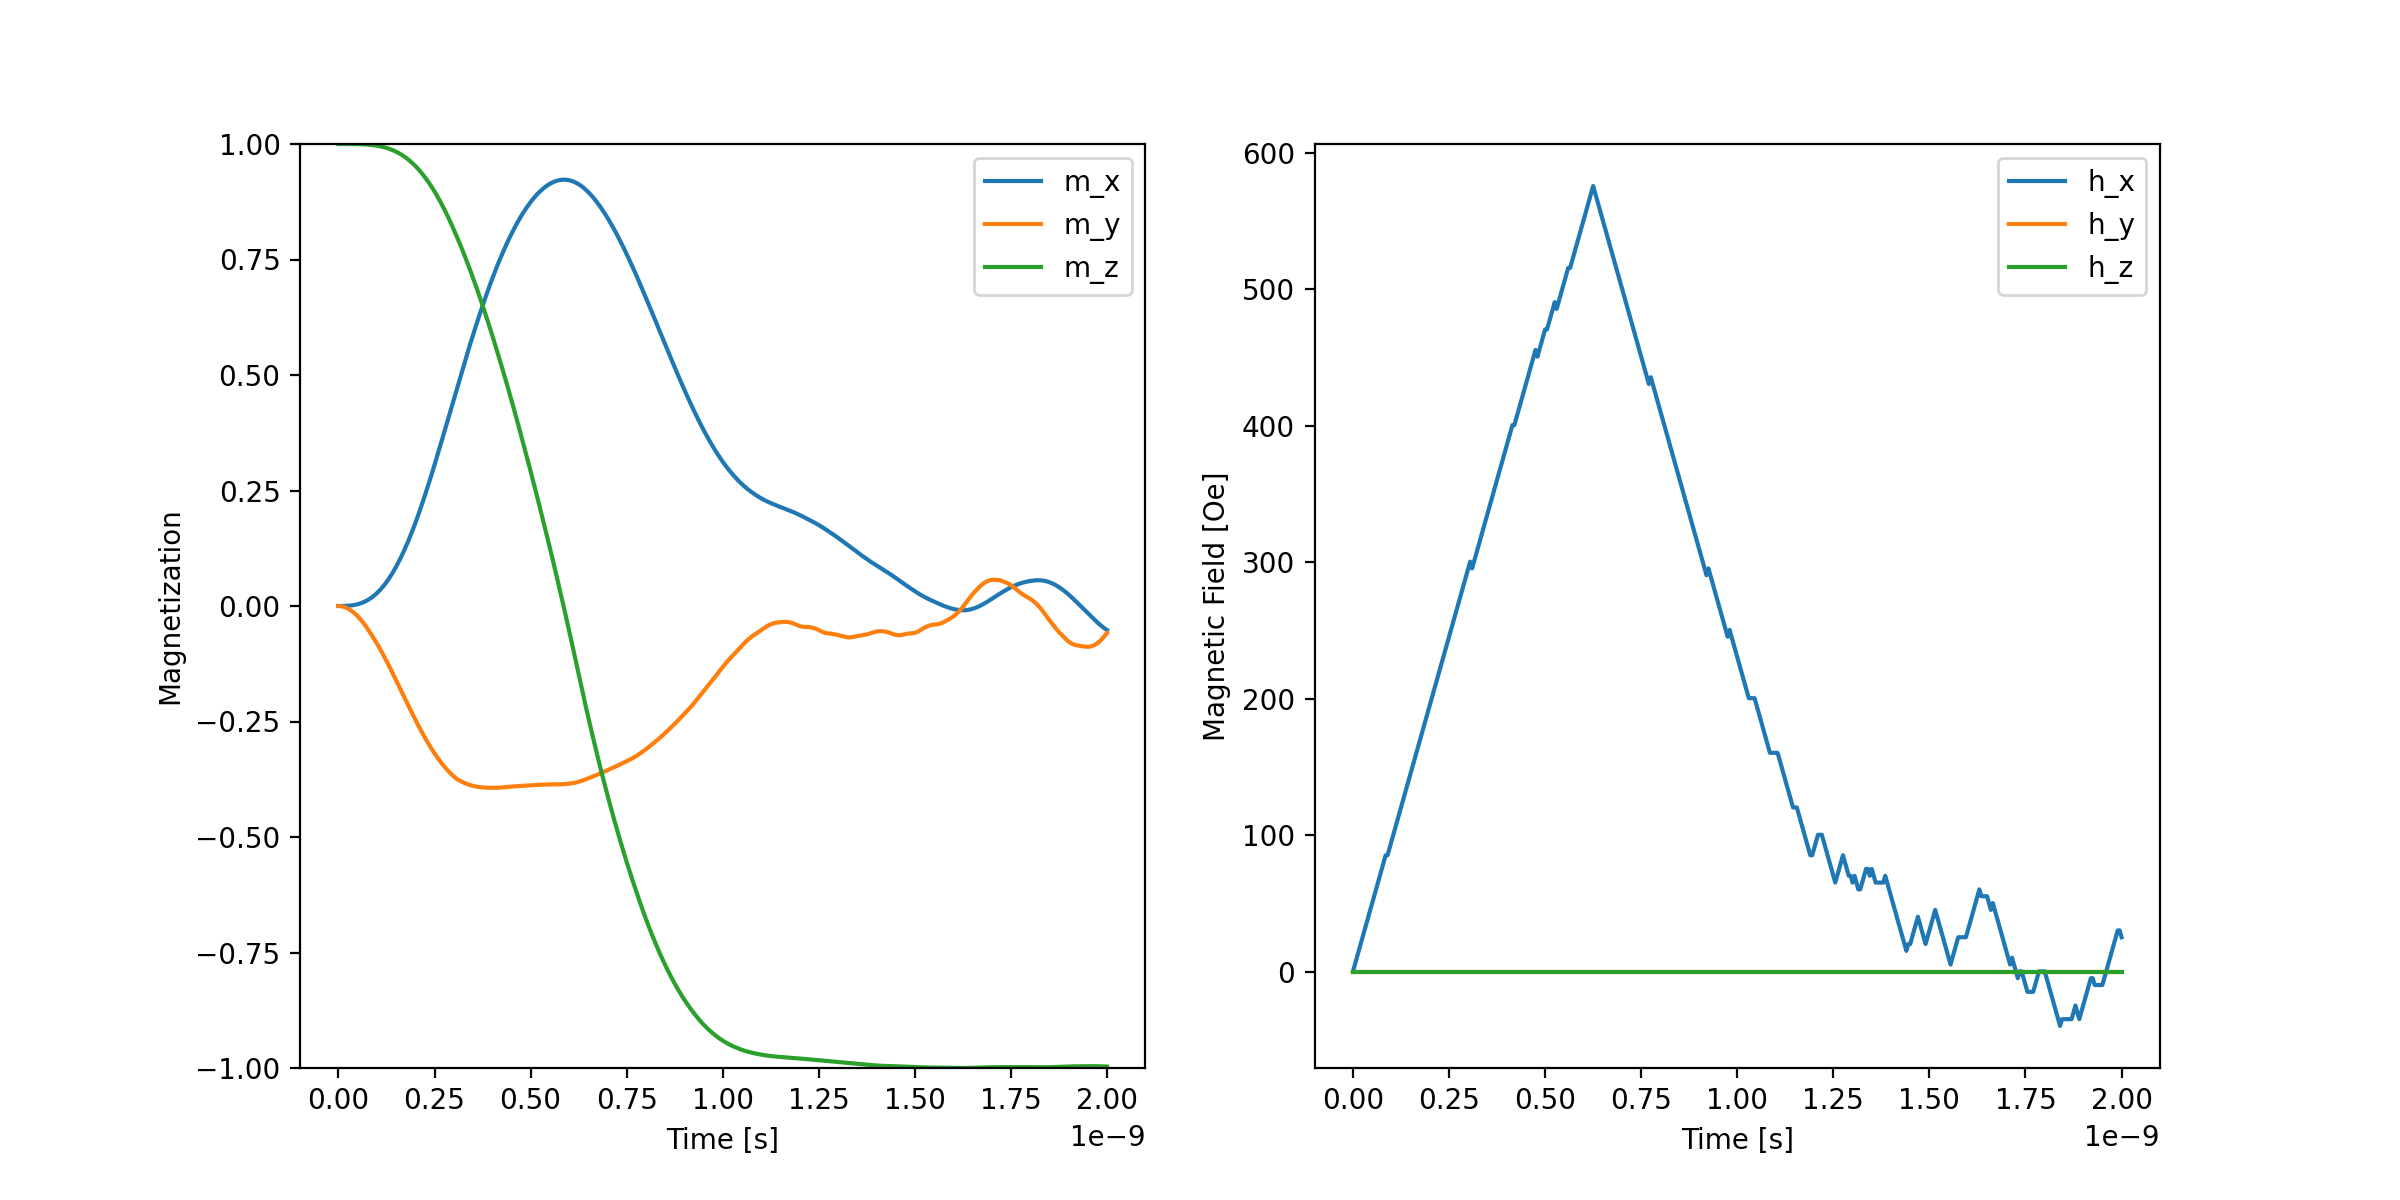 Magnetization
1.00
0.75
0.50
0.25
0.00
−0.25
−0.50
−0.75
−1.00
0.00 0.25 0.50 0.75 1.00 1.25 1.50 1.75 2.00
Time [s]
1e−9
m_x
m_y
m_z
Magnetic Field [Oe]
600
500
400
300
200
100
0
0.00 0.25 0.50 0.75 1.00 1.25 1.50 1.75 2.00
Time [s]
1e−9
h_x
h_y
h_z